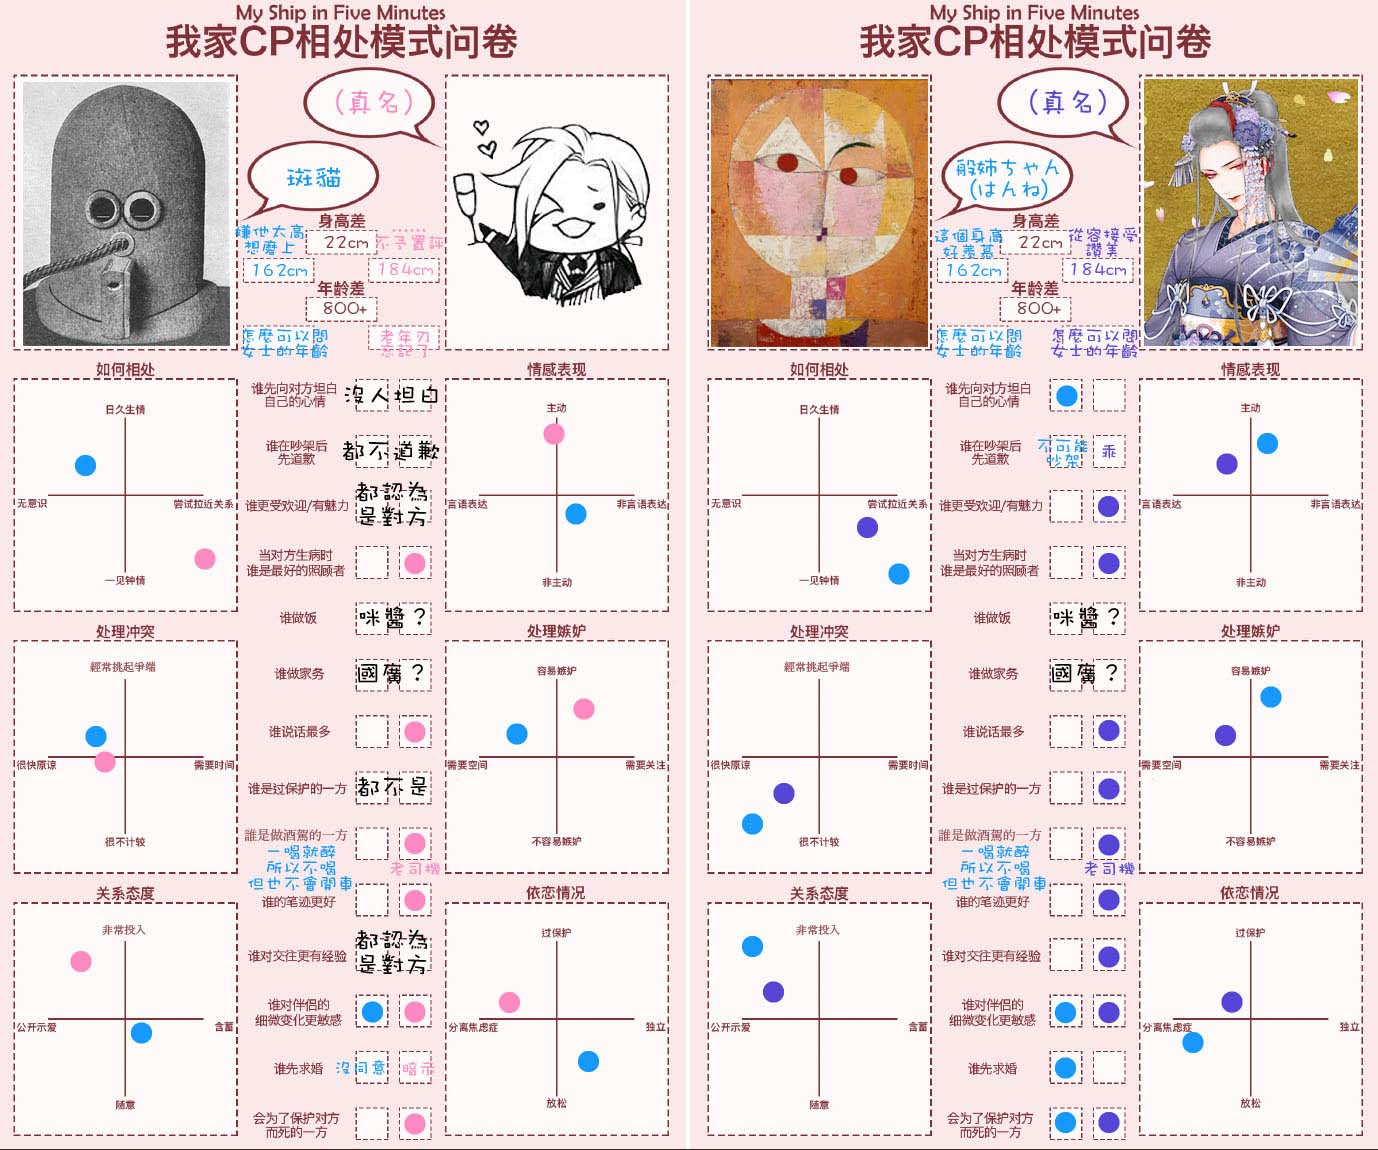 My Ship in Five Minutes
我家CP相处模式问卷
(真名)
斑貓
身高差
嫌他太高
想磨上
22cm
不予置評
162cm
184cm
年龄差
800+
怎麼可以問
女士的年齡
老年刃
忘記了
如何相处
日久生情
无意识
尝试拉近关系
一见钟情
谁先向对方坦白
自己的心情
沒人坦白
谁在吵架后
先道歉
都不道歉
谁更受欢迎/有魅力
都認為
是對方
当对方生病时
谁是最好的照顾者
谁做饭
咪醬?
情感表现
主动
言语表达
非言语表达
非主动
处理冲突
經常挑起爭端
很快原谅
需要时间
很不计较
谁做家务
國廣?
谁说话最多
谁是过保护的一方
都不是
誰是做酒駕的一方
一喝就醉
所以不喝
但也不會開車
老司機
谁的笔迹更好
处理嫉妒
容易嫉妒
需要空间
需要关注
不容易嫉妒
关系态度
非常投入
公开示爱
含蓄
随意
谁对交往更有经验
都認為
是對方
谁对伴侣的
细微变化更敏感
谁先求婚
沒同意
暗示
会为了保护对方
而死的一方
依恋情况
过保护
分离焦虑症
独立
放松
My Ship in Five Minutes
我家CP相处模式问卷
(真名)
般姉ちゃん
(はんね)
身高差
這個身高
好羨慕
22cm
從容接受
讚美
162cm
184cm
年龄差
800+
怎麼可以問
女士的年齡
怎麼可以問
女士的年齡
如何相处
日久生情
无意识
尝试拉近关系
一见钟情
谁先向对方坦白
自己的心情
谁在吵架后
先道歉
不可能
吵架
乖
谁更受欢迎/有魅力
当对方生病时
谁是最好的照顾者
谁做饭
咪醬?
情感表现
主动
言语表达
非言语表达
非主动
处理冲突
經常挑起爭端
很快原谅
需要时间
很不计较
谁做家务
國廣?
谁说话最多
谁是过保护的一方
誰是做酒駕的一方
一喝就醉
所以不喝
但也不會開車
老司機
谁的笔迹更好
处理嫉妒
容易嫉妒
需要空间
需要关注
不容易嫉妒
关系态度
非常投入
公开示爱
含蓄
随意
谁对交往更有经验
谁对伴侣的
细微变化更敏感
谁先求婚
会为了保护对方
而死的一方
依恋情况
过保护
分离焦虑症
独立
放松